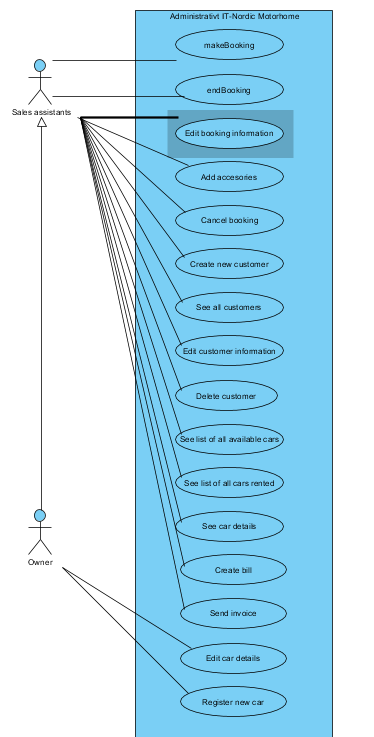 Administrativt IT-Nordic Motorhome
makeBooking
endBooking
Sales assistants
Edit booking information
Add accesories
Cancel booking
Create new customer
See all customers
Edit customer information
Delete customer
See list of all available cars
See list of all cars rented
See car details
Create bill
Owner
Send invoice
Edit car details
Register new car